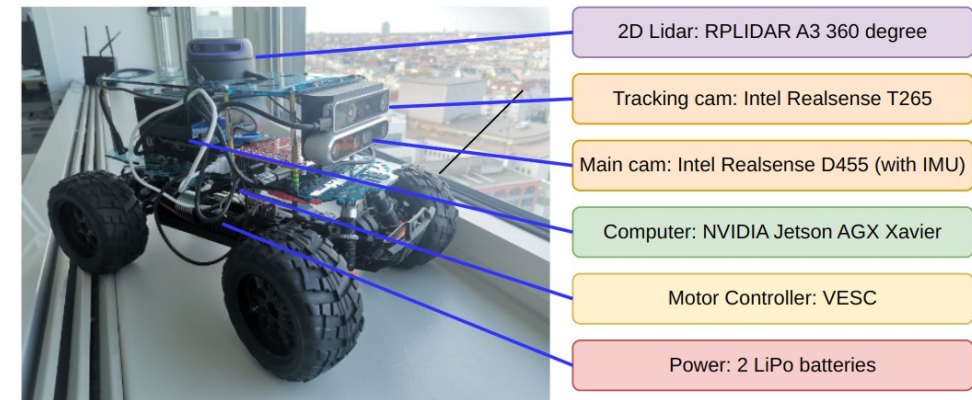 2D Lidar: RPLIDAR A3 360 degree
Tracking cam: Intel Realsense T265
Main cam: Intel Realsense D455 (with IMU)
Computer: NVIDIA Jetson AGX Xavier
Motor Controller: VESC
Power: 2 LiPo batteries